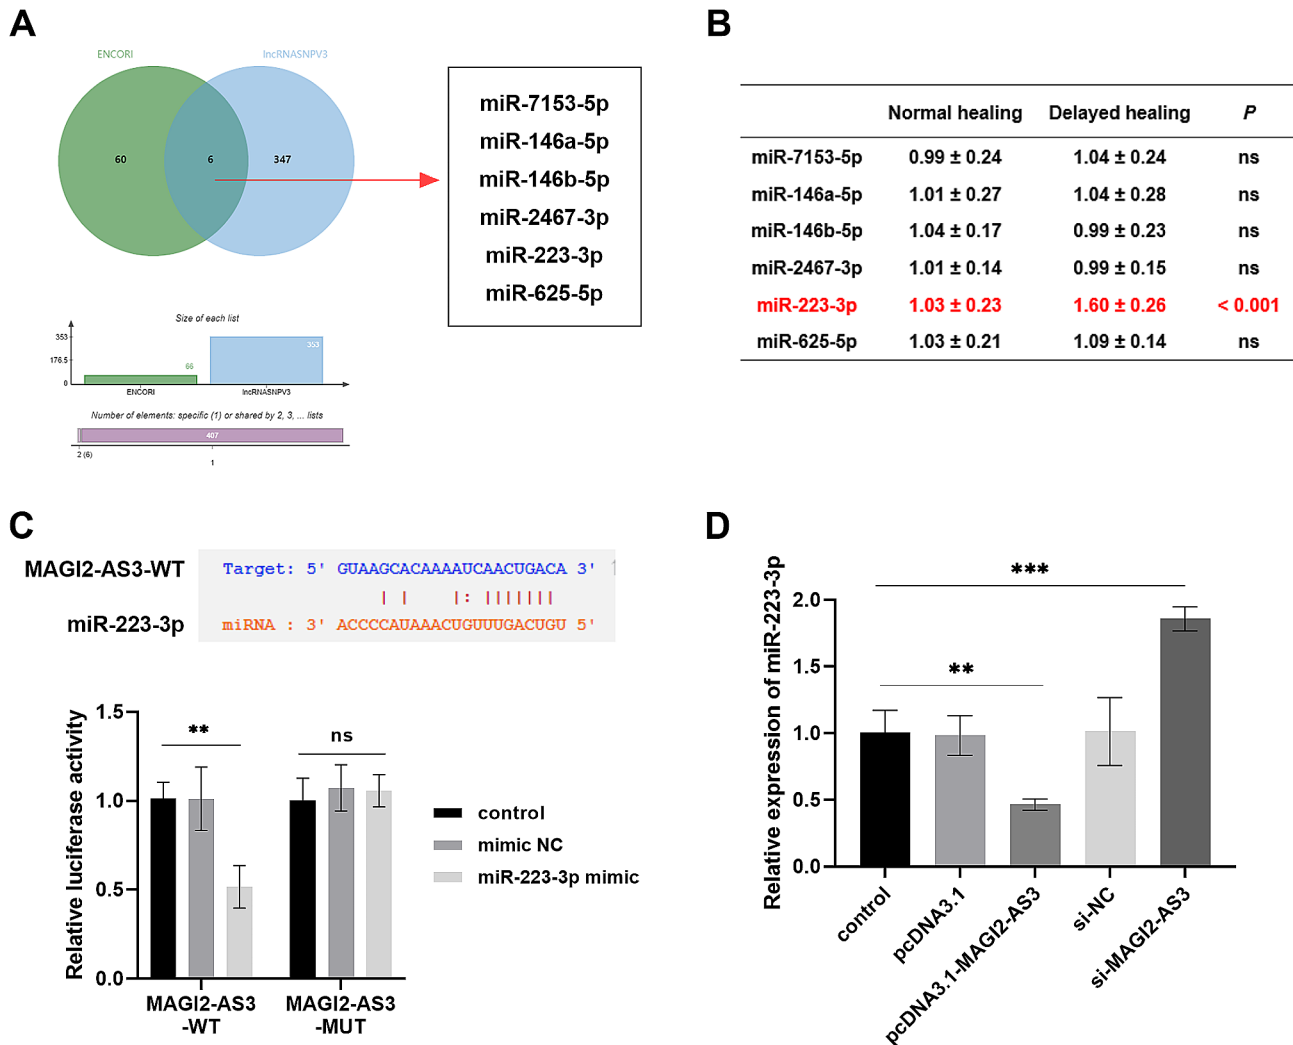 A
ENCORI
lncRNASNPV3
60
6
347
miR-7153-5p
miR-146a-5p
miR-146b-5p
miR-2467-3p
miR-223-3p
miR-625-5p
Size of each list
353
176.5
0
66
353
ENCORI
lncRNASNPV3
Number of elements: specific (1) or shared by 2, 3, ... lists
407
2 (6)
1
B
Normal healing Delayed healing P
miR-7153-5p 0.99 ± 0.24 1.04 ± 0.24 ns
miR-146a-5p 1.01 ± 0.27 1.04 ± 0.28 ns
miR-146b-5p 1.04 ± 0.17 0.99 ± 0.23 ns
miR-2467-3p 1.01 ± 0.14 0.99 ± 0.15 ns
miR-223-3p 1.03 ± 0.23 1.60 ± 0.26 < 0.001
miR-625-5p 1.03 ± 0.21 1.09 ± 0.14 ns
C
MAGI2-AS3-WT Target: 5' GUAAGCACAAAAUCAACUGACA 3'
| | |: |||||||
miR-223-3p miRNA : 3' ACCCCAUAAACUGUUUGACUGU 5'
Relative luciferase activity
1.5
1.0
0.5
0.0
**
ns
MAGI2-AS3
-WT
MAGI2-AS3
-MUT
control
mimic NC
miR-223-3p mimic
D
Relative expression of miR-223-3p
2.0
1.5
1.0
0.5
0.0
***
**
control
pcDNA3.1
pcDNA3.1-MAGI2-AS3
si-NC
si-MAGI2-AS3